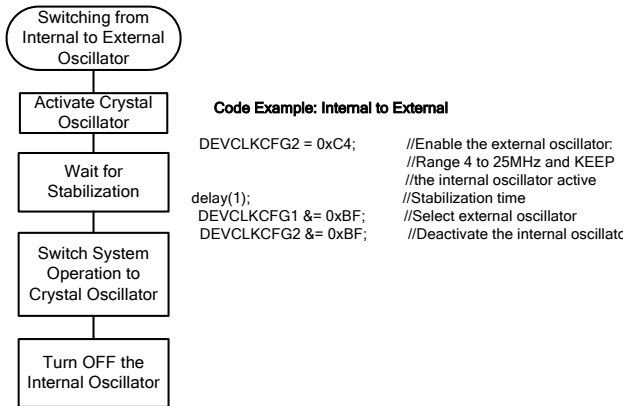 Switching from
Internal to External
Oscillator
Activate Crystal
Oscillator
Wait for
Stabilization
Switch System
Operation to
Crystal Oscillator
Turn OFF the
Internal Oscillator
Code Example: Internal to External
DEVCLKCFG2 = 0xC4; //Enable the external oscillator:
//Range 4 to 25MHz and KEEP
//the internal oscillator active
delay(1); //Stabilization time
DEVCLKCFG1 &= 0xBF; //Select external oscillator
DEVCLKCFG2 &= 0xBF; //Deactivate the internal oscillato